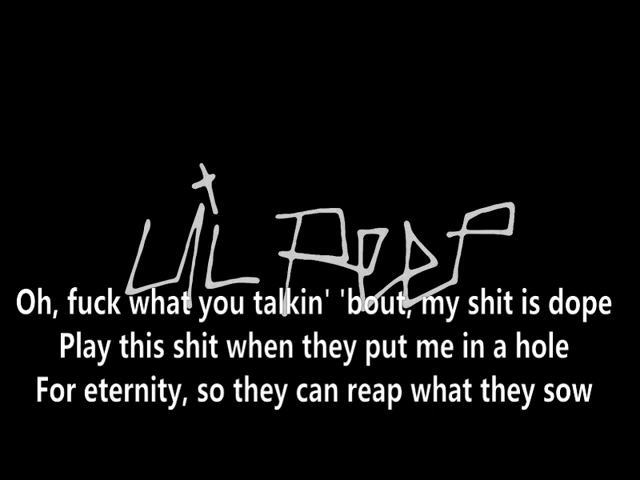 Lil Peep
Oh, fuck what you talkin' 'bout, my shit is dope
Play this shit when they put me in a hole
For eternity, so they can reap what they sow